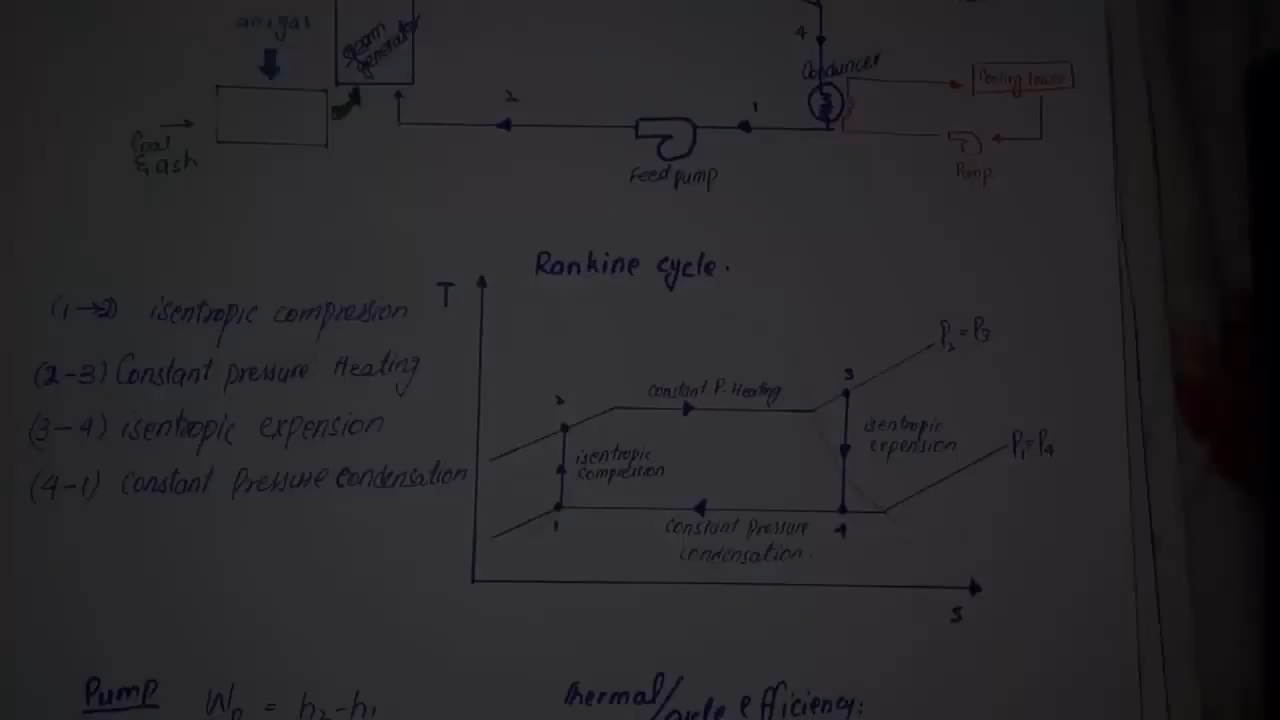 air & gas
steam
generator
4
Conduncer
Cooling tower
2
1
Coal
& ash
Feed pump
Pump
Rankine cycle.
(1→2) isentropic compression
(2-3) Constant pressure Heating
(3-4) isentropic expension
(4-1) Constant Pressure Condensation
T
P₂=P₃
3
constant P. Heating
2
isentropic
expension
P₁=P₄
isentropic
compression
1
4
Constant pressure
Condensation.
S
Pump
Wp = h₂-h₁
thermal/
cycle efficiency: